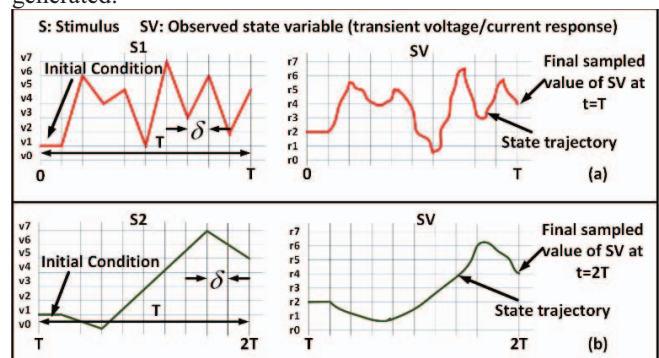 generated.
S: Stimulus    SV: Observed state variable (transient voltage/current response)
S1
v7
v6
v5
v4
v3
v2
v1
v0
Initial Condition
T
δ
0
T
SV
r7
r6
r5
r4
r3
r2
r1
r0
Final sampled
value of SV at
t=T
State trajectory
0
T
(a)
S2
v7
v6
v5
v4
v3
v2
v1
v0
Initial Condition
δ
T
T
2T
SV
r7
r6
r5
r4
r3
r2
r1
r0
Final sampled
value of SV at
t=2T
State trajectory
T
2T
(b)